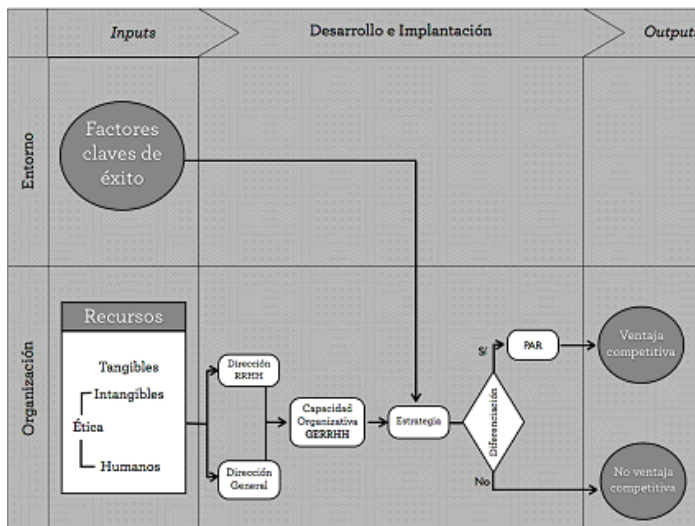 Inputs
Desarrollo e Implantación
Outputs
Entorno
Factores
claves de
éxito
Organización
Recursos
Tangibles
Intangibles
Ética
Humanos
Dirección
RRHH
Dirección
General
Capacidad
Organizativa
GERRHH
Estrategia
Diferenciación
Sí
PAR
Ventaja
competitiva
No
No ventaja
competitiva